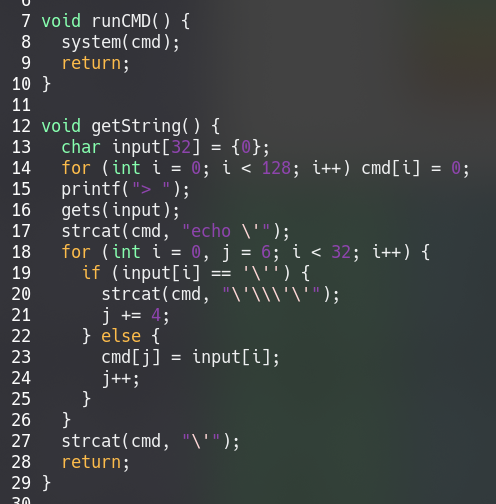 7 void runCMD() {
8   system(cmd);
9   return;
10 }
11
12 void getString() {
13   char input[32] = {0};
14   for (int i = 0; i < 128; i++) cmd[i] = 0;
15   printf("> ");
16   gets(input);
17   strcat(cmd, "echo \'");
18   for (int i = 0, j = 6; i < 32; i++) {
19     if (input[i] == '\'') {
20       strcat(cmd, "\'\\\'\'");
21       j += 4;
22     } else {
23       cmd[j] = input[i];
24       j++;
25     }
26   }
27   strcat(cmd, "\'");
28   return;
29 }